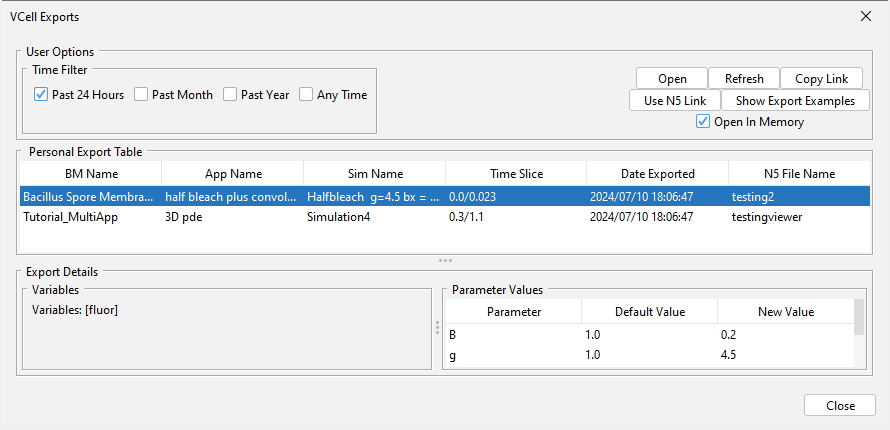 VCell Exports
User Options
Time Filter
Past 24 Hours Past Month Past Year Any Time
Open Refresh Copy Link
Use N5 Link Show Export Examples
Open In Memory
Personal Export Table
BM Name App Name Sim Name Time Slice Date Exported N5 File Name
Bacillus Spore Membra... half bleach plus convol... Halfbleach g=4.5 bx = ... 0.0/0.023 2024/07/10 18:06:47 testing2
Tutorial_MultiApp 3D pde Simulation4 0.3/1.1 2024/07/10 18:06:47 testingviewer
Export Details
Variables
Variables: [fluor]
Parameter Values
Parameter Default Value New Value
B 1.0 0.2
g 1.0 4.5
Close